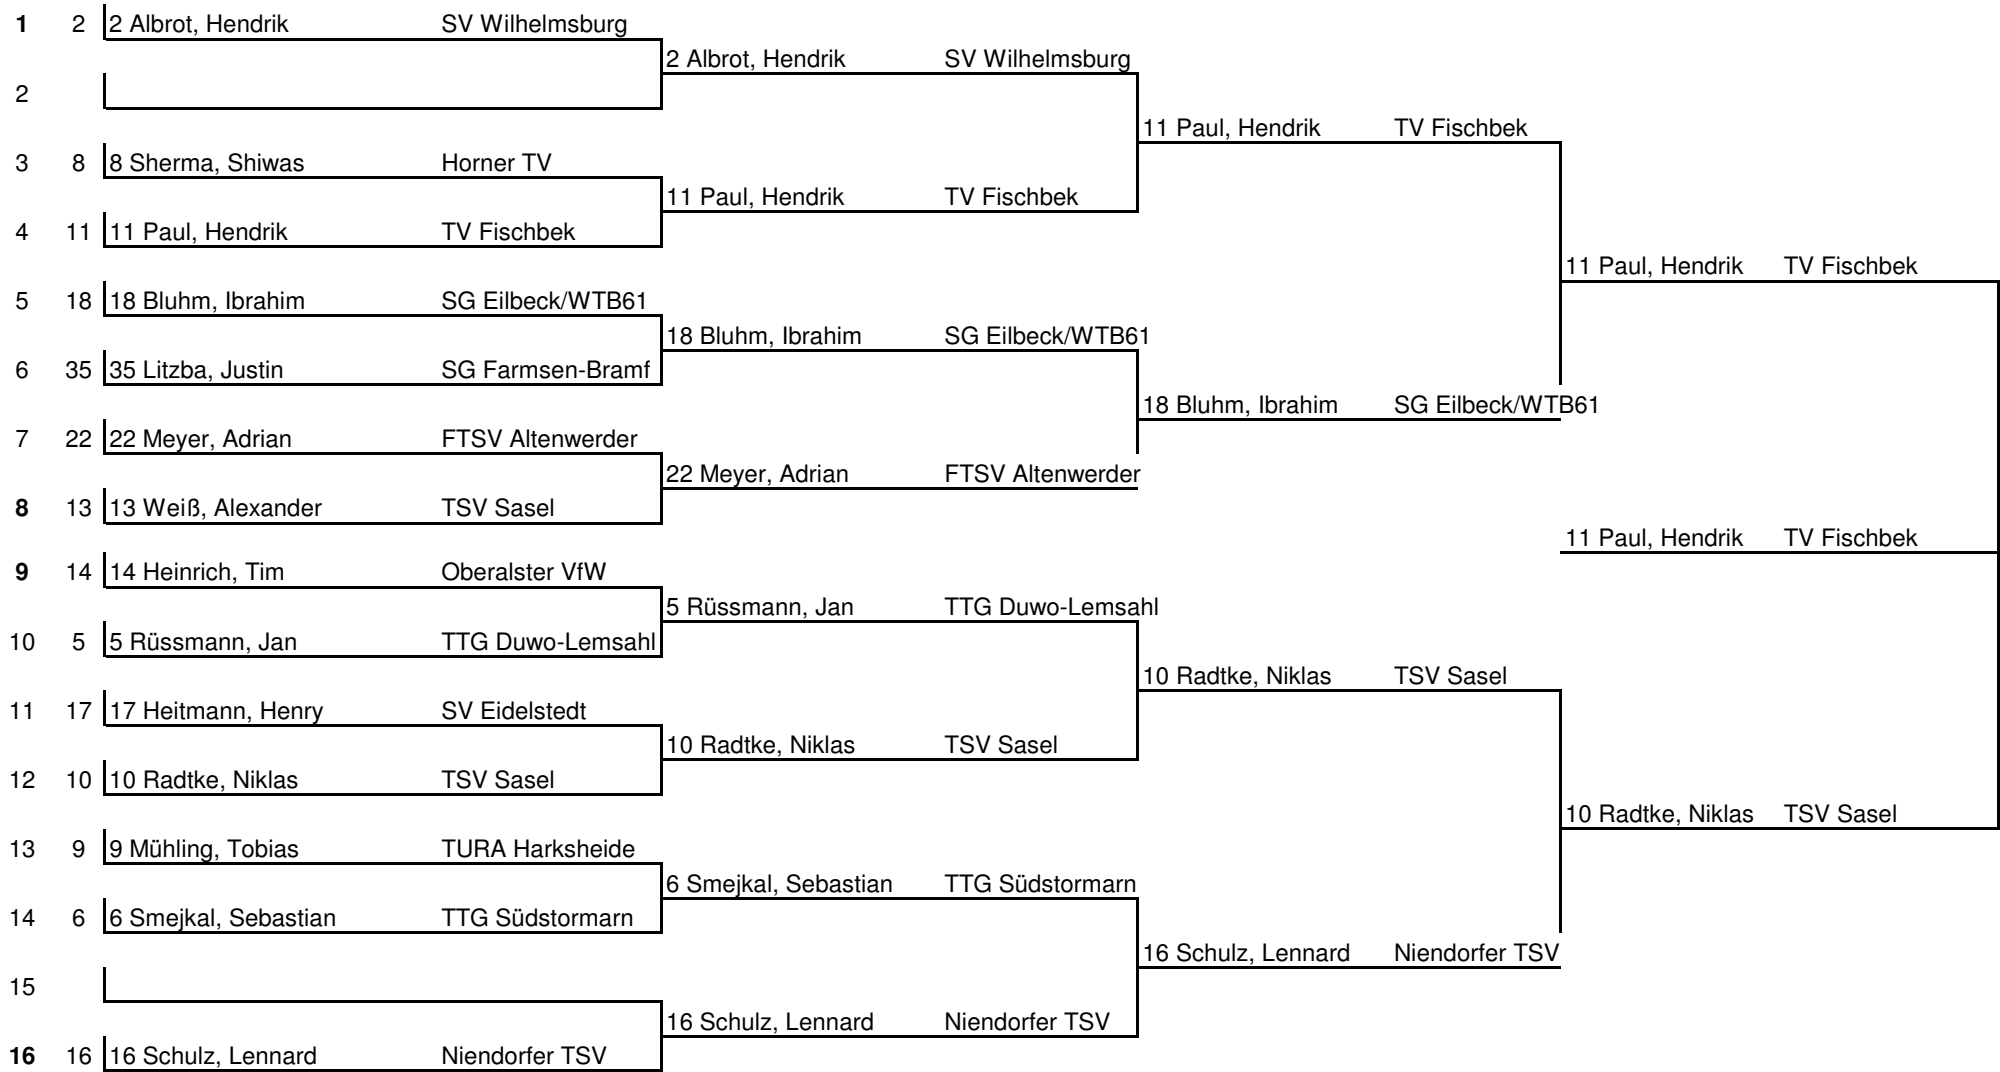 1 2 2 Albrot, Hendrik SV Wilhelmsburg
2 Albrot, Hendrik SV Wilhelmsburg
2
11 Paul, Hendrik TV Fischbek
3 8 8 Sherma, Shiwas Horner TV
11 Paul, Hendrik TV Fischbek
4 11 11 Paul, Hendrik TV Fischbek
11 Paul, Hendrik TV Fischbek
5 18 18 Bluhm, Ibrahim SG Eilbeck/WTB61
18 Bluhm, Ibrahim SG Eilbeck/WTB61
6 35 35 Litzba, Justin SG Farmsen-Bramf
18 Bluhm, Ibrahim SG Eilbeck/WTB61
7 22 22 Meyer, Adrian FTSV Altenwerder
22 Meyer, Adrian FTSV Altenwerder
8 13 13 Weiß, Alexander TSV Sasel
11 Paul, Hendrik TV Fischbek
9 14 14 Heinrich, Tim Oberalster VfW
5 Rüssmann, Jan TTG Duwo-Lemsahl
10 5 5 Rüssmann, Jan TTG Duwo-Lemsahl
10 Radtke, Niklas TSV Sasel
11 17 17 Heitmann, Henry SV Eidelstedt
10 Radtke, Niklas TSV Sasel
12 10 10 Radtke, Niklas TSV Sasel
10 Radtke, Niklas TSV Sasel
13 9 9 Mühling, Tobias TURA Harksheide
6 Smejkal, Sebastian TTG Südstormarn
14 6 6 Smejkal, Sebastian TTG Südstormarn
16 Schulz, Lennard Niendorfer TSV
15
16 Schulz, Lennard Niendorfer TSV
16 16 16 Schulz, Lennard Niendorfer TSV